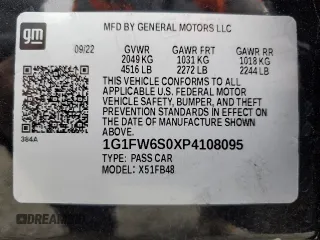 gm
MFD BY GENERAL MOTORS LLC
09/22 GVWR GAWR FRT GAWR RR
2049 KG 1031 KG 1018 KG
4516 LB 2272 LB 2244 LB
THIS VEHICLE CONFORMS TO ALL
APPLICABLE U.S. FEDERAL MOTOR
VEHICLE SAFETY, BUMPER, AND THEFT
PREVENTION STANDARDS IN EFFECT ON
THE DATE OF MANUFACTURE SHOWN
ABOVE.
384A
1G1FW6S0XP4108095
TYPE: PASS CAR
MODEL: X51FB48